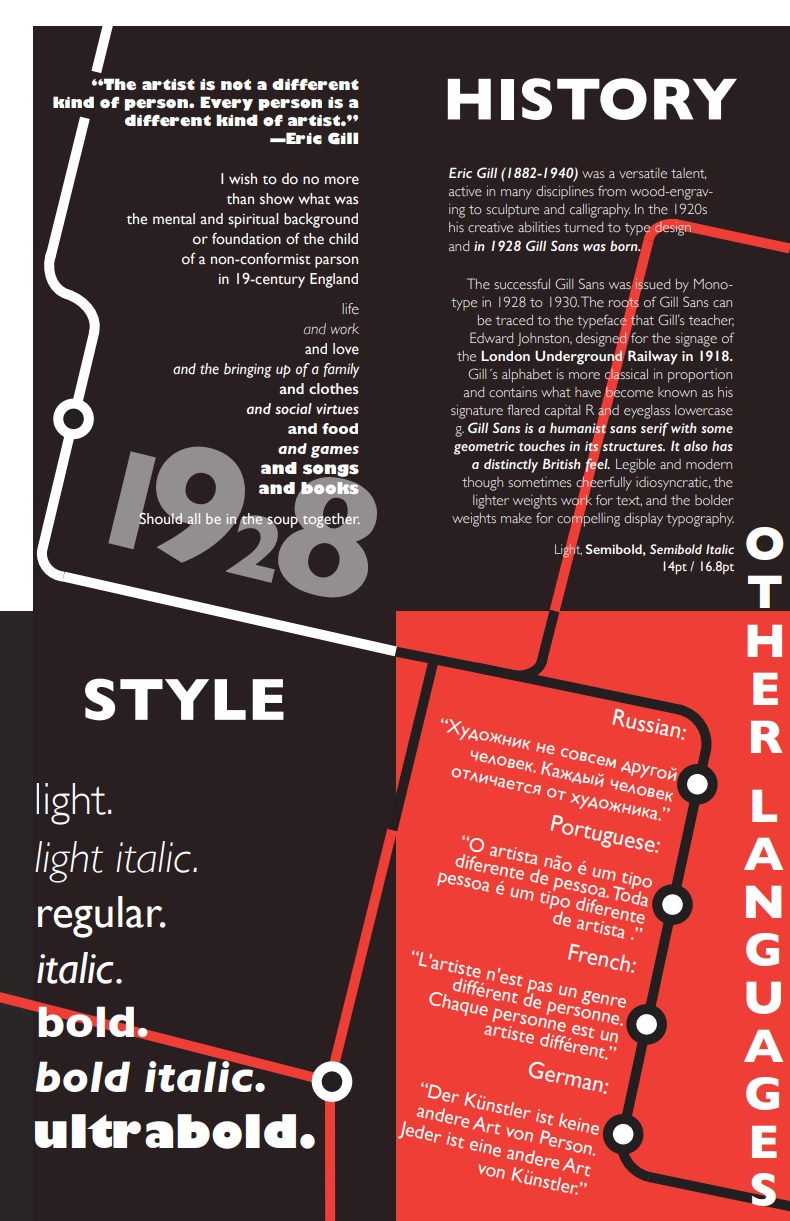 “The artist is not a different
kind of person. Every person is a
different kind of artist.”
—Eric Gill
I wish to do no more
than show what was
the mental and spiritual background
or foundation of the child
of a non-conformist parson
in 19-century England
life
and work
and love
and the bringing up of a family
and clothes
and social virtues
and food
and games
and songs
and books
Should all be in the soup together.
1928
HISTORY
Eric Gill (1882-1940) was a versatile talent,
active in many disciplines from wood-engrav-
ing to sculpture and calligraphy. In the 1920s
his creative abilities turned to type design
and in 1928 Gill Sans was born.
The successful Gill Sans was issued by Mono-
type in 1928 to 1930. The roots of Gill Sans can
be traced to the typeface that Gill’s teacher,
Edward Johnston, designed for the signage of
the London Underground Railway in 1918.
Gill´s alphabet is more classical in proportion
and contains what have become known as his
signature flared capital R and eyeglass lowercase
g. Gill Sans is a humanist sans serif with some
geometric touches in its structures. It also has
a distinctly British feel. Legible and modern
though sometimes cheerfully idiosyncratic, the
lighter weights work for text, and the bolder
weights make for compelling display typography.
Light, Semibold, Semibold Italic
14pt / 16.8pt
STYLE
light.
light italic.
regular.
italic.
bold.
bold italic.
ultrabold.
OTHER LANGUAGES
Russian:
“Художник не совсем другой
человек. Каждый человек
отличается от художника.”
Portuguese:
“O artista não é um tipo
diferente de pessoa. Toda
pessoa é um tipo diferente
de artista .”
French:
“L'artiste n'est pas un genre
différent de personne.
Chaque personne est un
artiste différent.”
German:
“Der Künstler ist keine
andere Art von Person.
Jeder ist eine andere Art
von Künstler.”